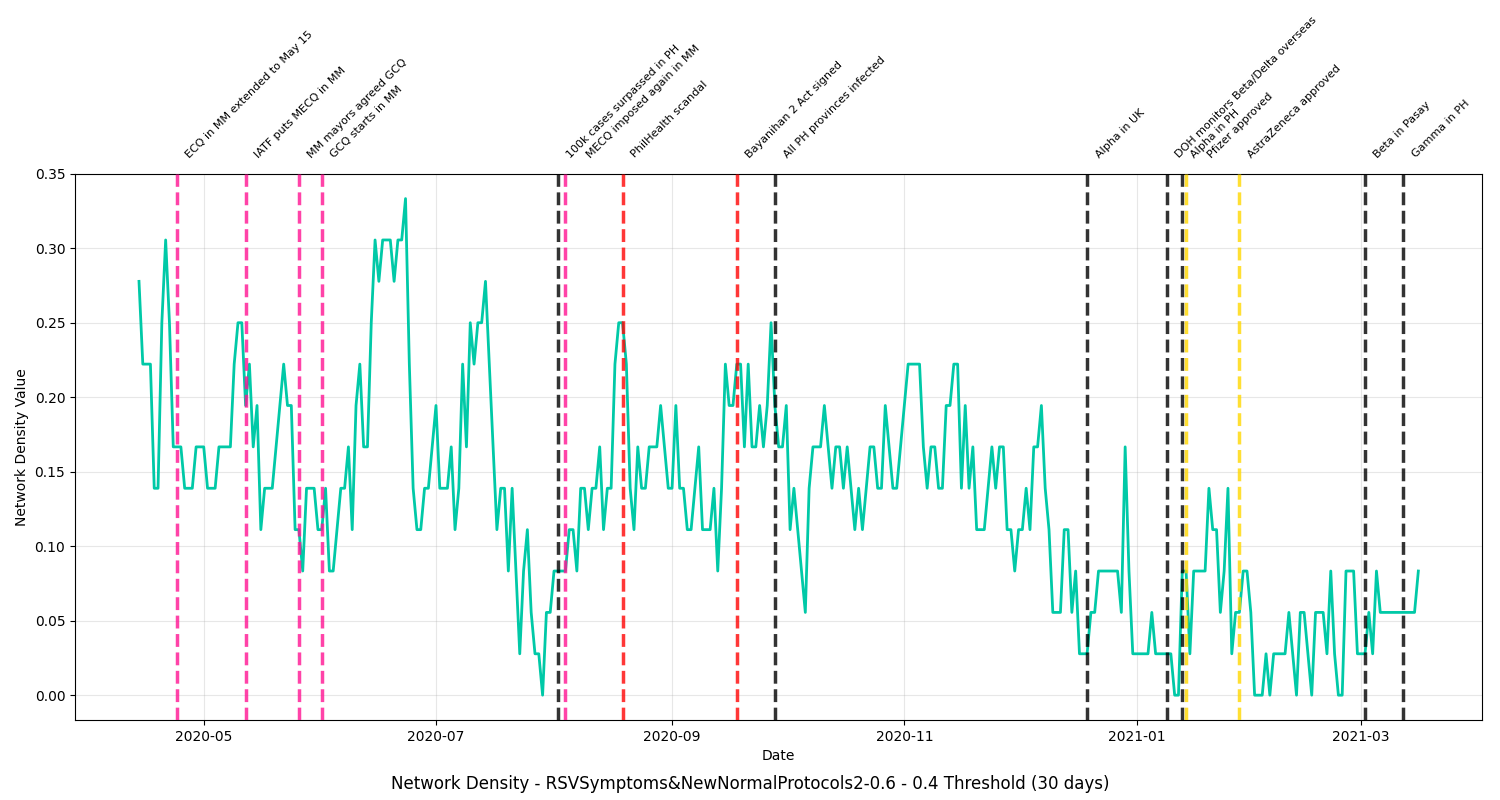 ECQ in MM extended to May 15
IATF puts MECQ in MM
MM mayors agreed GCQ
GCQ starts in MM
100k cases surpassed in PH
MECQ imposed again in MM
PhilHealth scandal
Bayanihan 2 Act signed
All PH provinces infected
Alpha in UK
DOH monitors Beta/Delta overseas
Alpha in PH
Pfizer approved
AstraZeneca approved
Beta in Pasay
Gamma in PH
0.35
0.30
0.25
0.20
0.15
0.10
0.05
0.00
Network Density Value
2020-05
2020-07
2020-09
2020-11
2021-01
2021-03
Date
Network Density - RSVSymptoms&NewNormalProtocols2-0.6 - 0.4 Threshold (30 days)